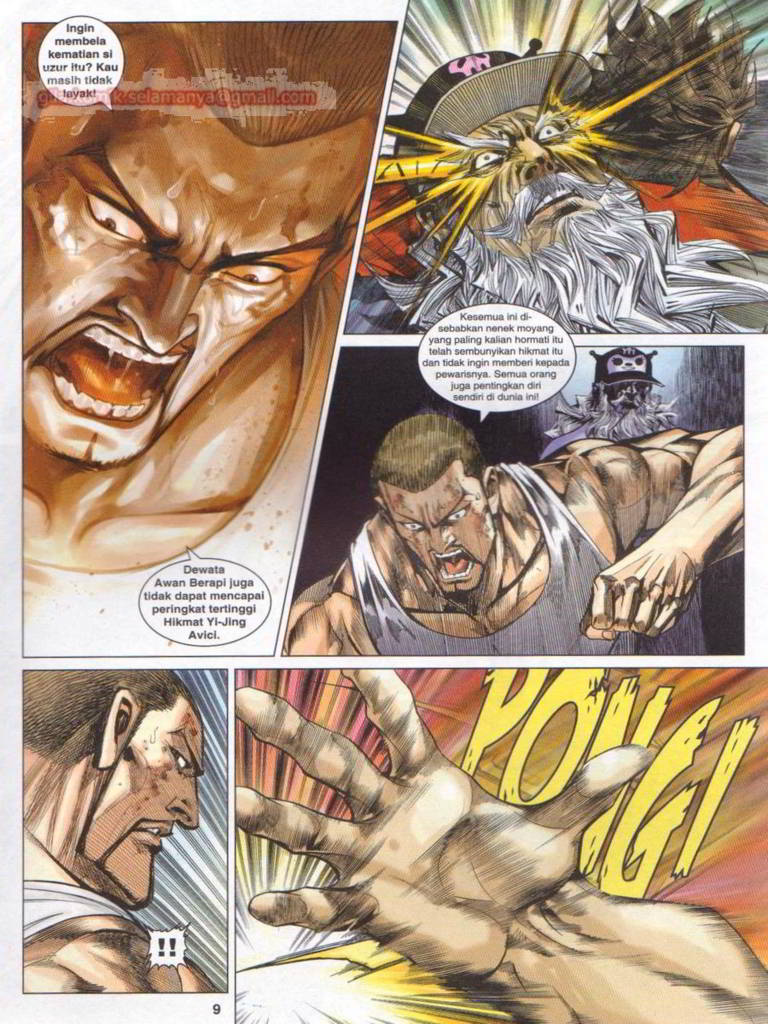 Ingin
membela
kematian si
uzur itu? Kau
masih tidak
layak!
Kesemua ini di-
sebabkan nenek moyang
yang paling kalian hormati itu
telah sembunyikan hikmat itu
dan tidak ingin memberi kepada
pewarisnya. Semua orang
juga pentingkan diri
sendiri di dunia ini!
Dewata
Awan Berapi juga
tidak dapat mencapai
peringkat tertinggi
Hikmat Yi-Jing
Avici.
!!
PONGI
9